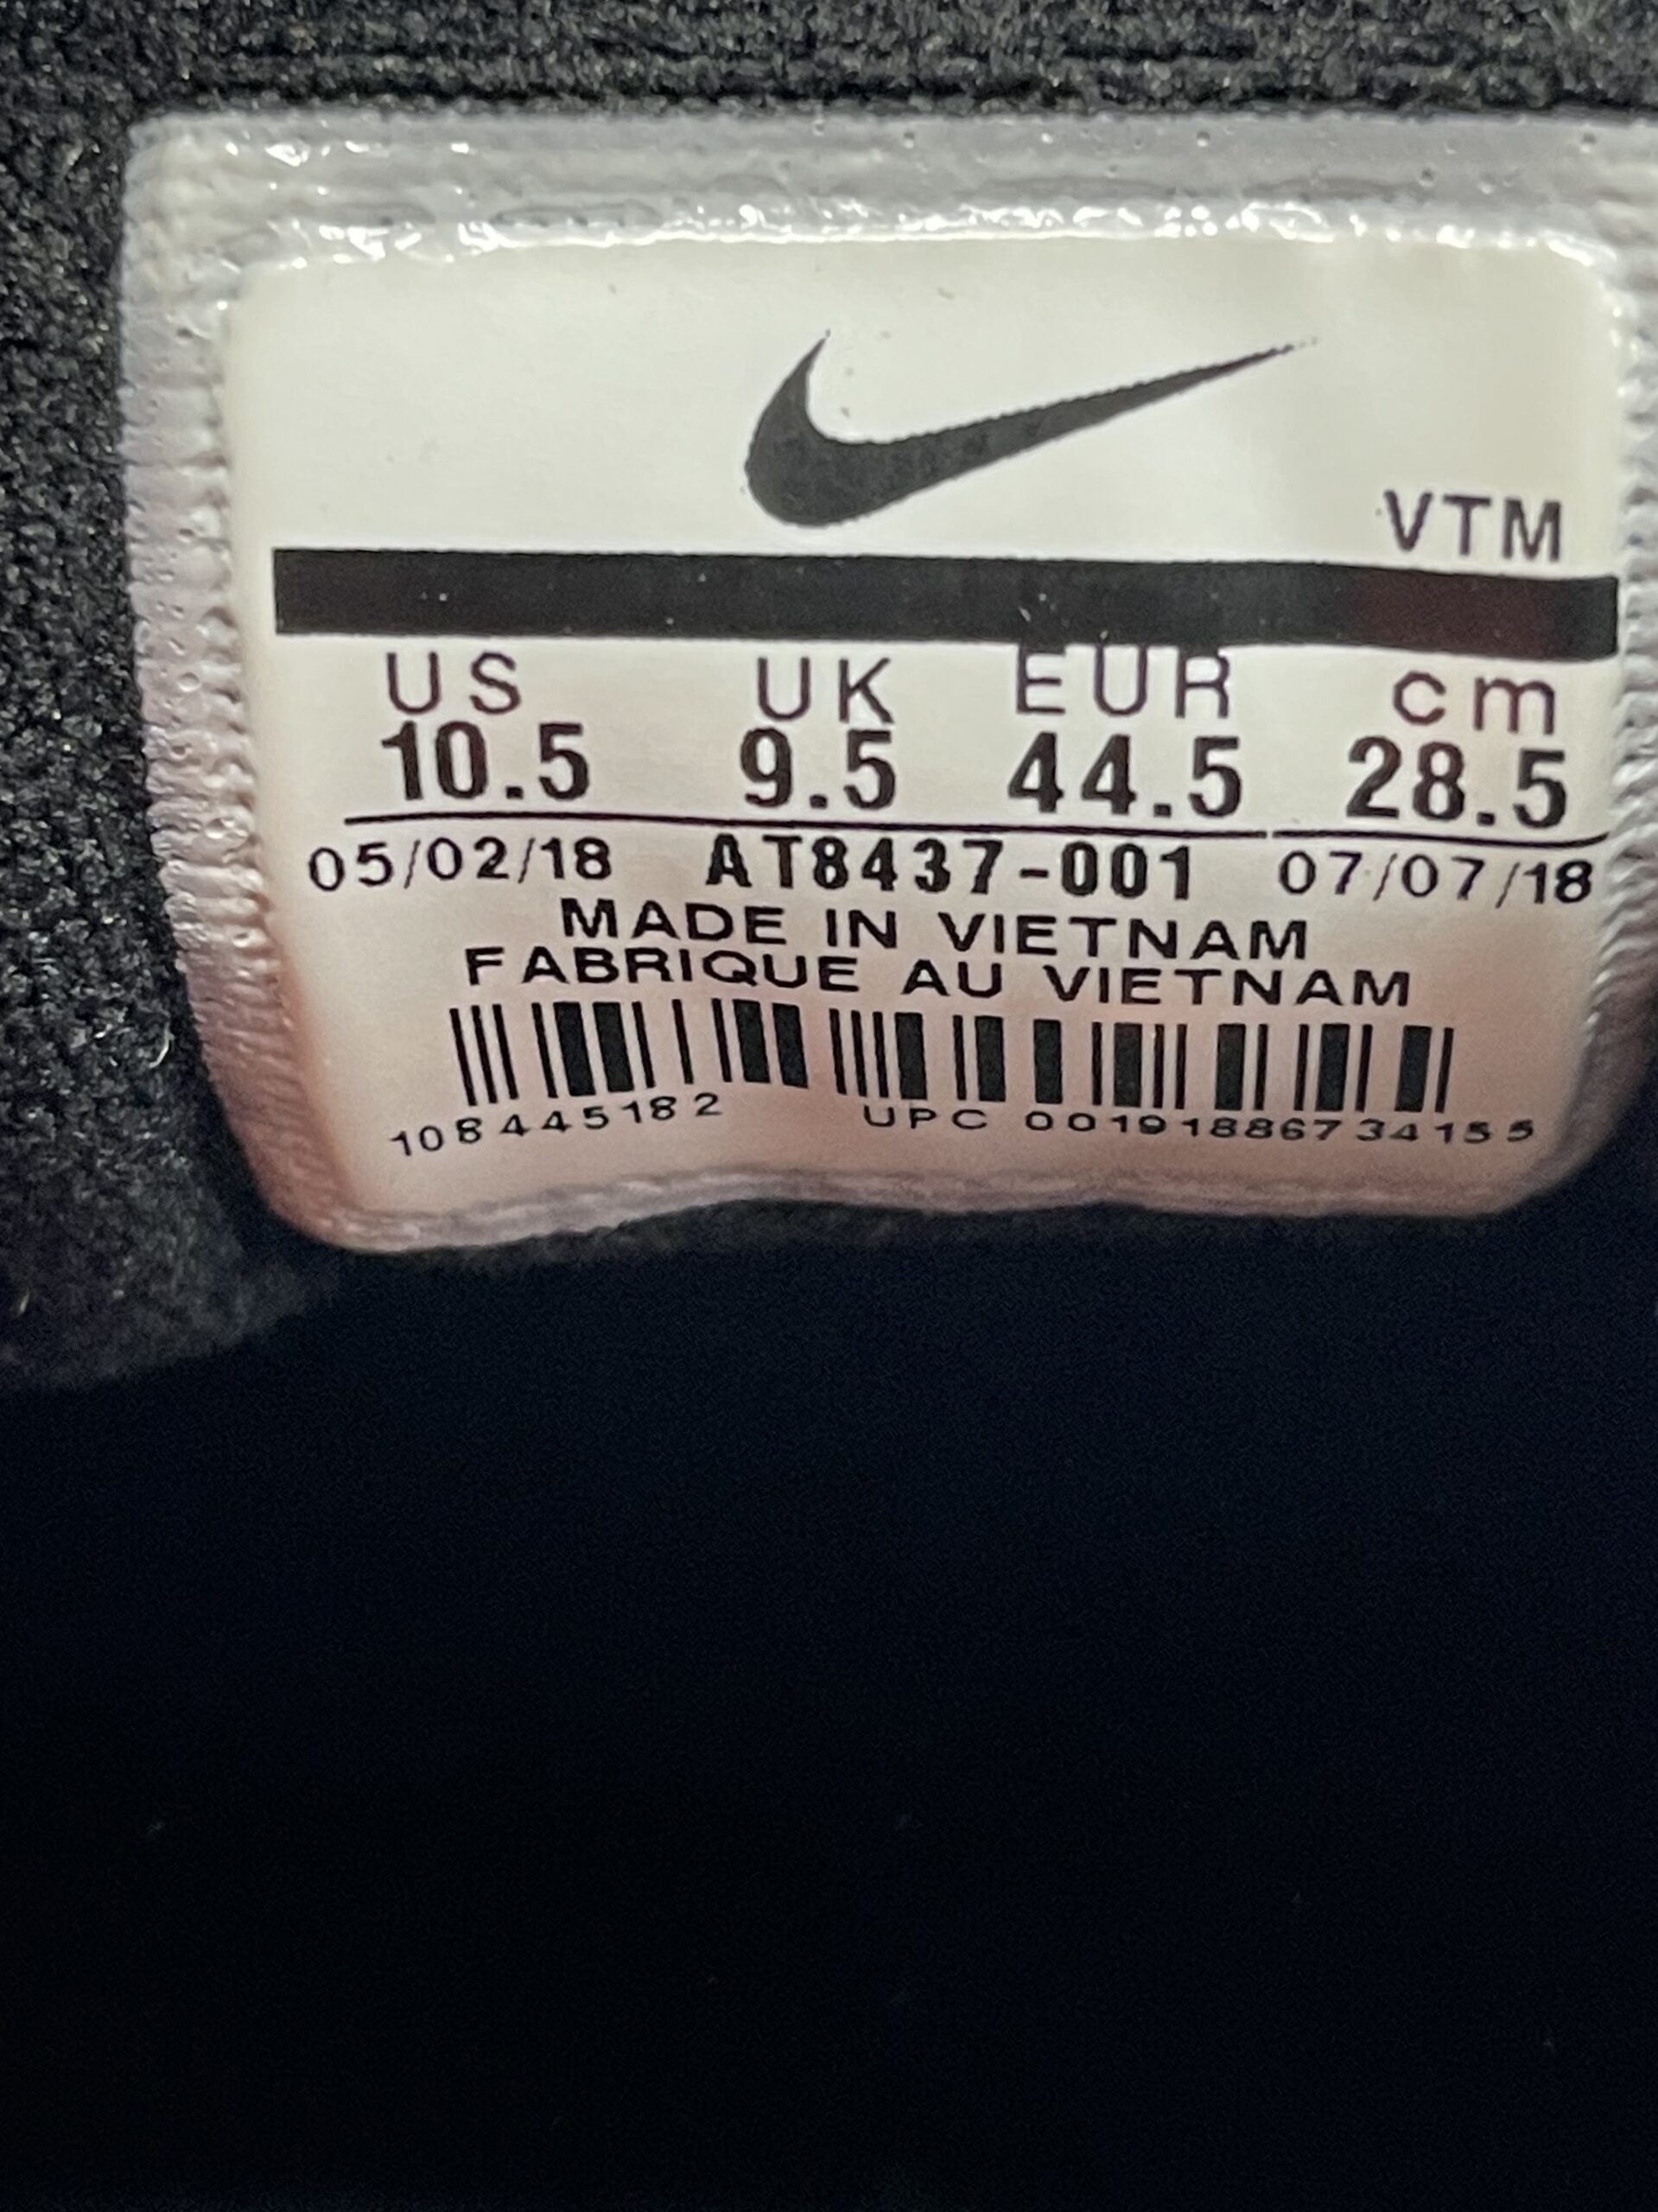 VTM
US UK EUR cm
10.5 9.5 44.5 28.5
05/02/18 AT8437-001 07/07/18
MADE IN VIETNAM
FABRIQUE AU VIETNAM
108445182 UPC 00191886734155